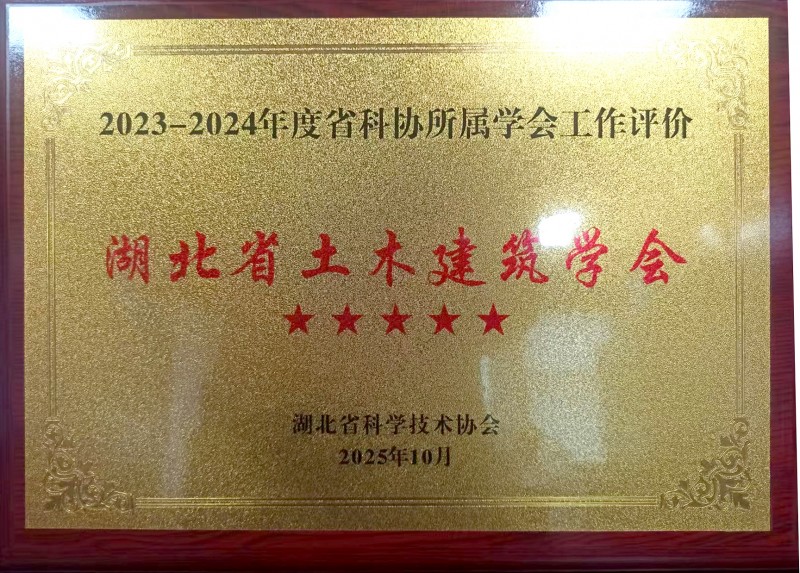 2023-2024年度省科协所属学会工作评价
湖北省土木建筑学会
★★★★★
湖北省科学技术协会
2025年10月